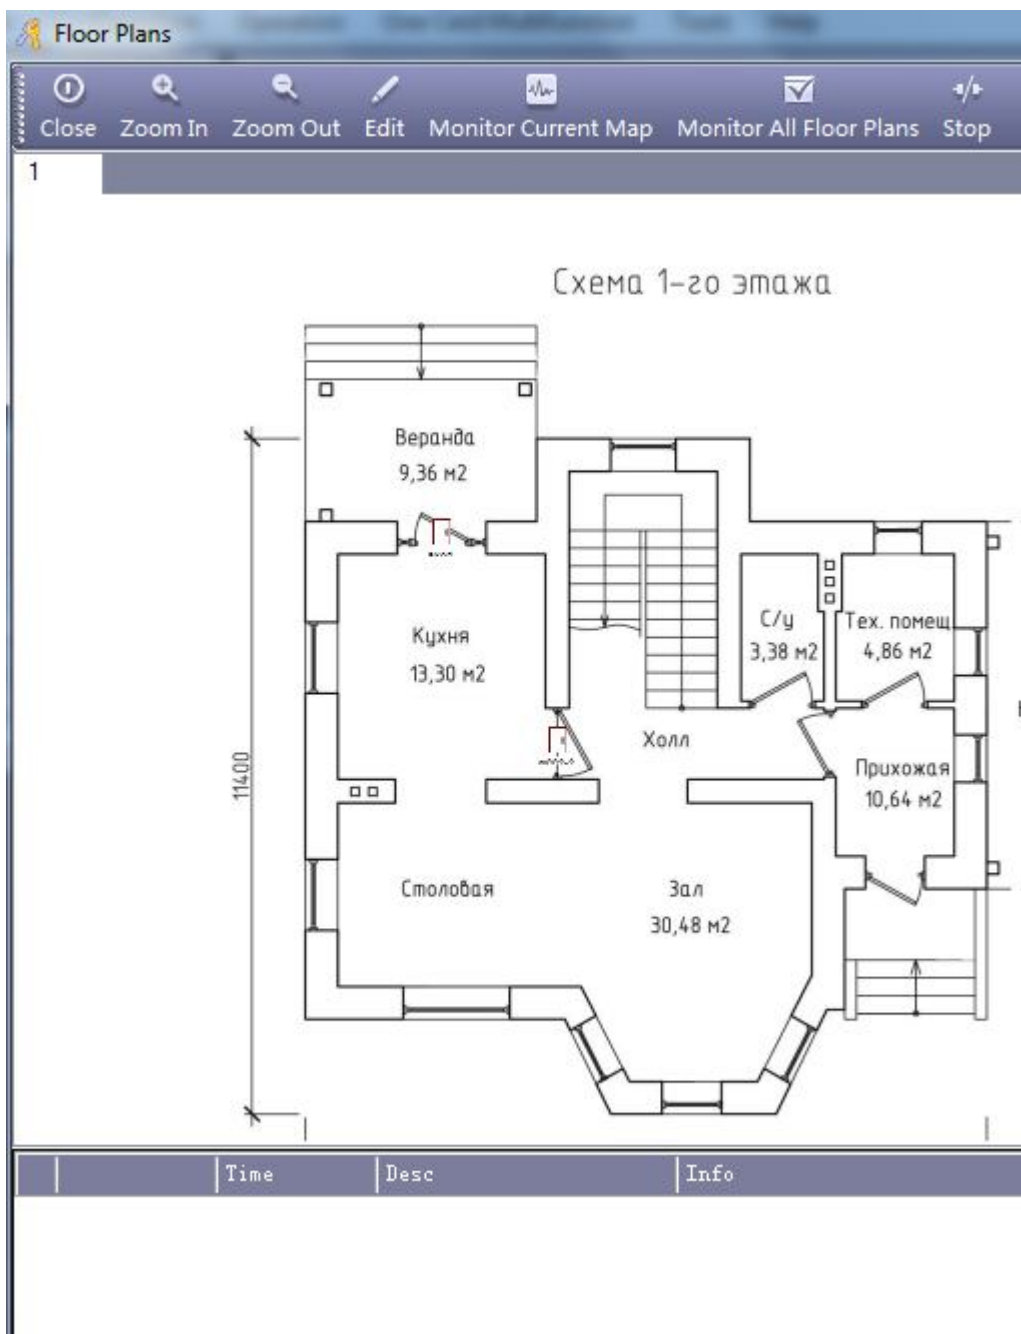 Floor Plans
Close Zoom In Zoom Out Edit Monitor Current Map Monitor All Floor Plans Stop
1
Схема 1-го этажа
Веранда
9,36 м2
Кухня
13,30 м2
С/у
3,38 м2
Тех. помещ
4,86 м2
Холл
Прихожая
10,64 м2
11400
Столовая
Зал
30,48 м2
Time Desc Info